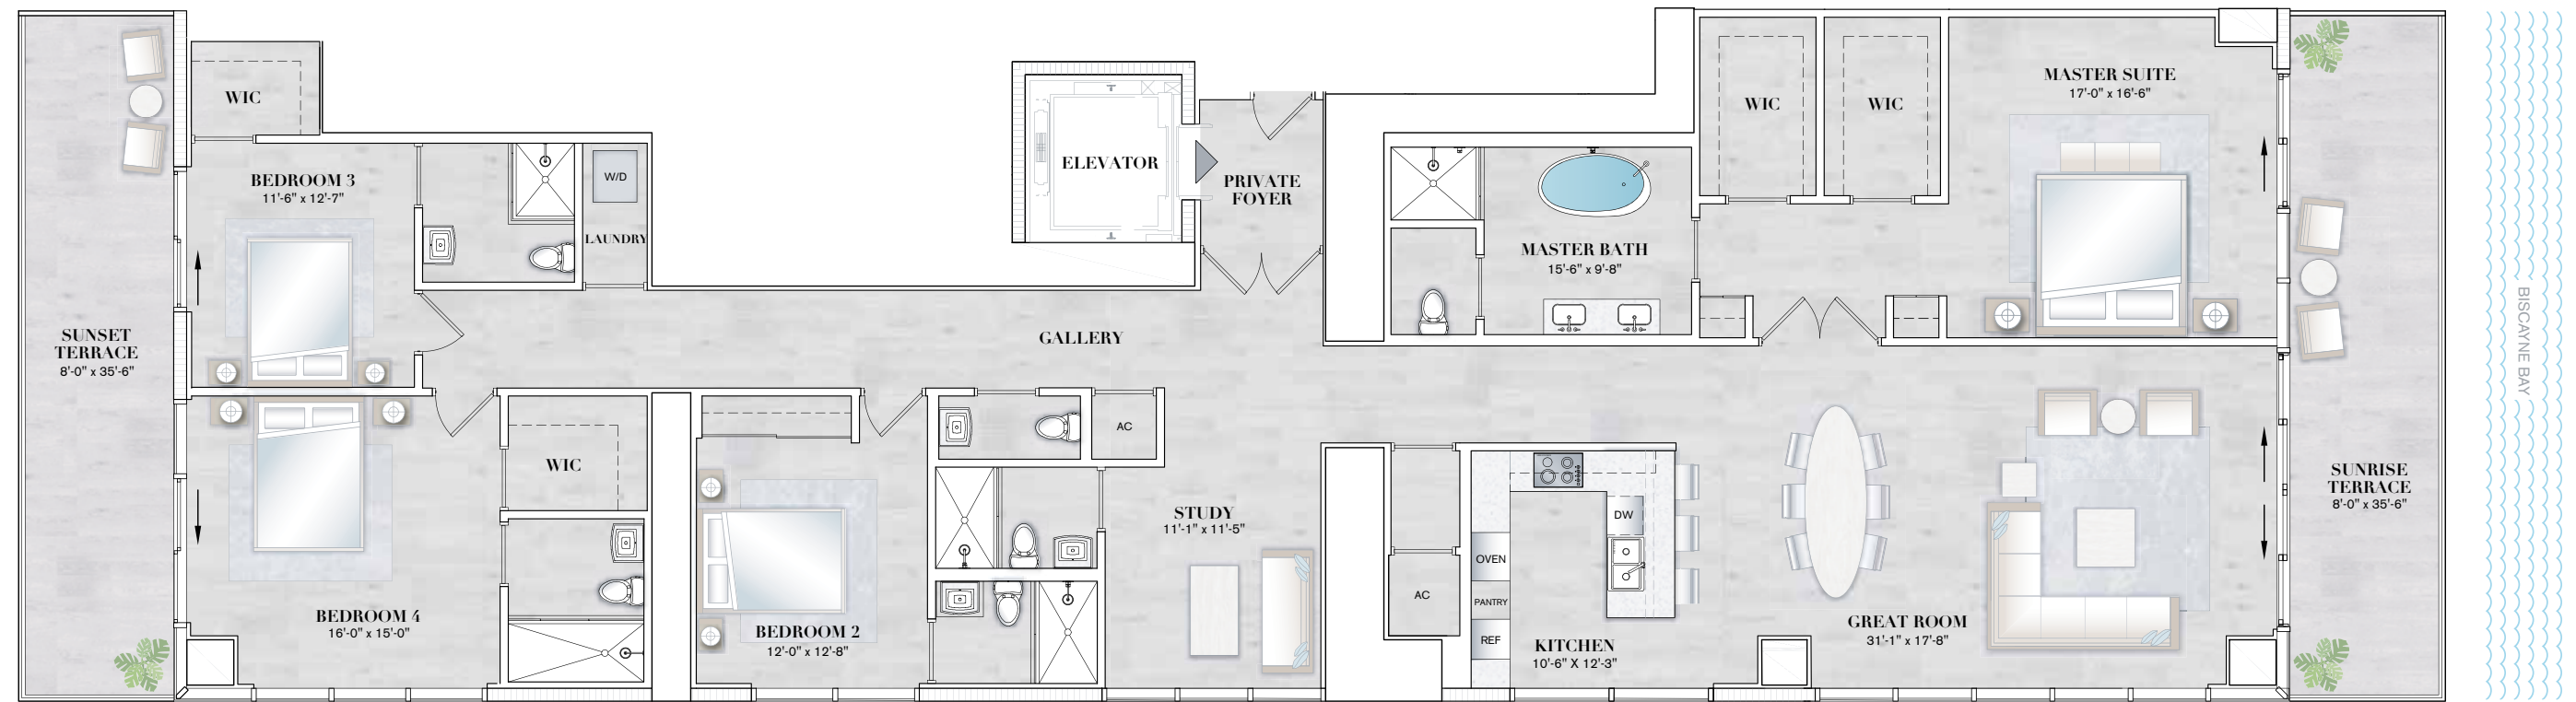 WIC
BEDROOM 3
11'-6" x 12'-7"
W/D
LAUNDRY
SUNSET
TERRACE
8'-0" x 35'-6"
BEDROOM 4
16'-0" x 15'-0"
WIC
BEDROOM 2
12'-0" x 12'-8"
ELEVATOR
PRIVATE
FOYER
GALLERY
AC
STUDY
11'-1" x 11'-5"
MASTER BATH
15'-6" x 9'-8"
WIC
WIC
MASTER SUITE
17'-0" x 16'-6"
AC
OVEN
PANTRY
REF
DW
KITCHEN
10'-6" X 12'-3"
GREAT ROOM
31'-1" x 17'-8"
SUNRISE
TERRACE
8'-0" x 35'-6"
BISCAYNE BAY